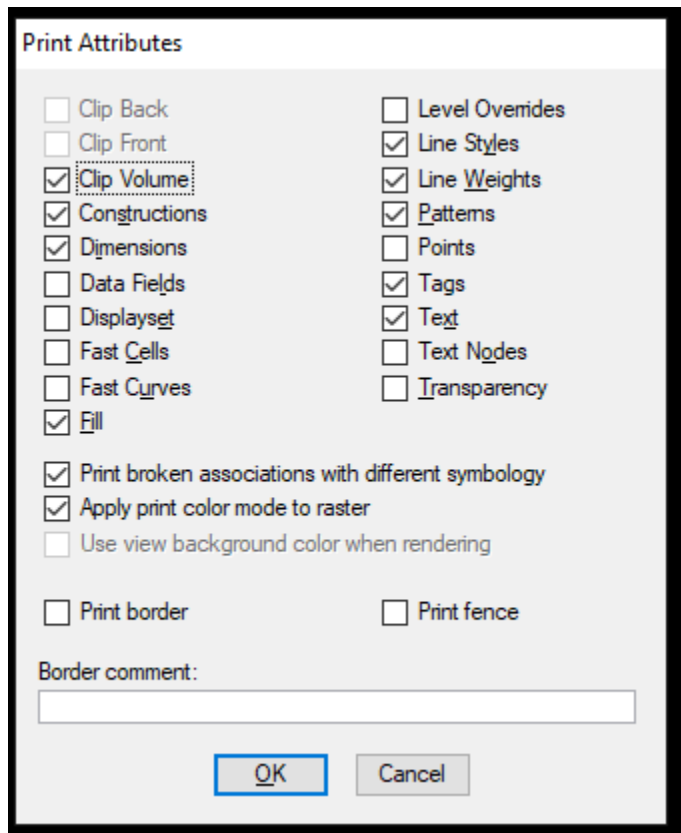 Print Attributes
Clip Back
Clip Front
Clip Volume
Constructions
Dimensions
Data Fields
Displayset
Fast Cells
Fast Curves
Fill
Level Overrides
Line Styles
Line Weights
Patterns
Points
Tags
Text
Text Nodes
Transparency
Print broken associations with different symbology
Apply print color mode to raster
Use view background color when rendering
Print border
Print fence
Border comment:
OK
Cancel